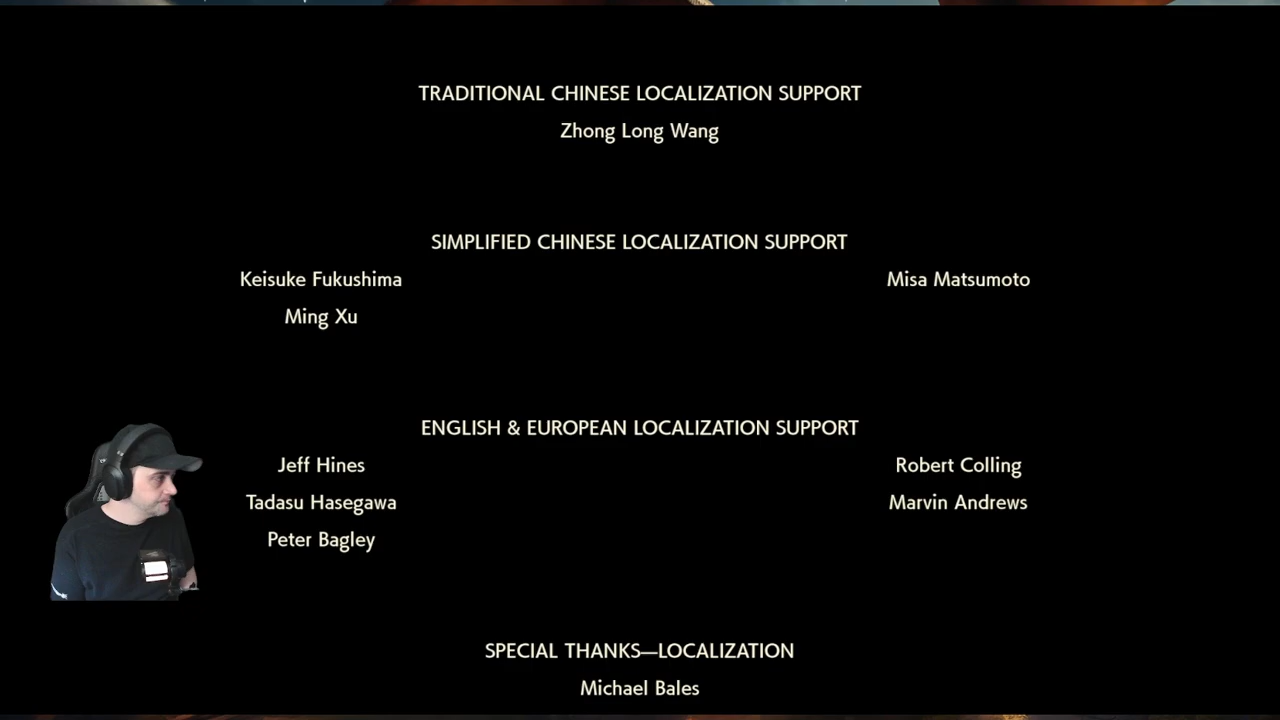 TRADITIONAL CHINESE LOCALIZATION SUPPORT
Zhong Long Wang
SIMPLIFIED CHINESE LOCALIZATION SUPPORT
Keisuke Fukushima
Misa Matsumoto
Ming Xu
ENGLISH & EUROPEAN LOCALIZATION SUPPORT
Jeff Hines
Robert Colling
Tadasu Hasegawa
Marvin Andrews
Peter Bagley
SPECIAL THANKS—LOCALIZATION
Michael Bales